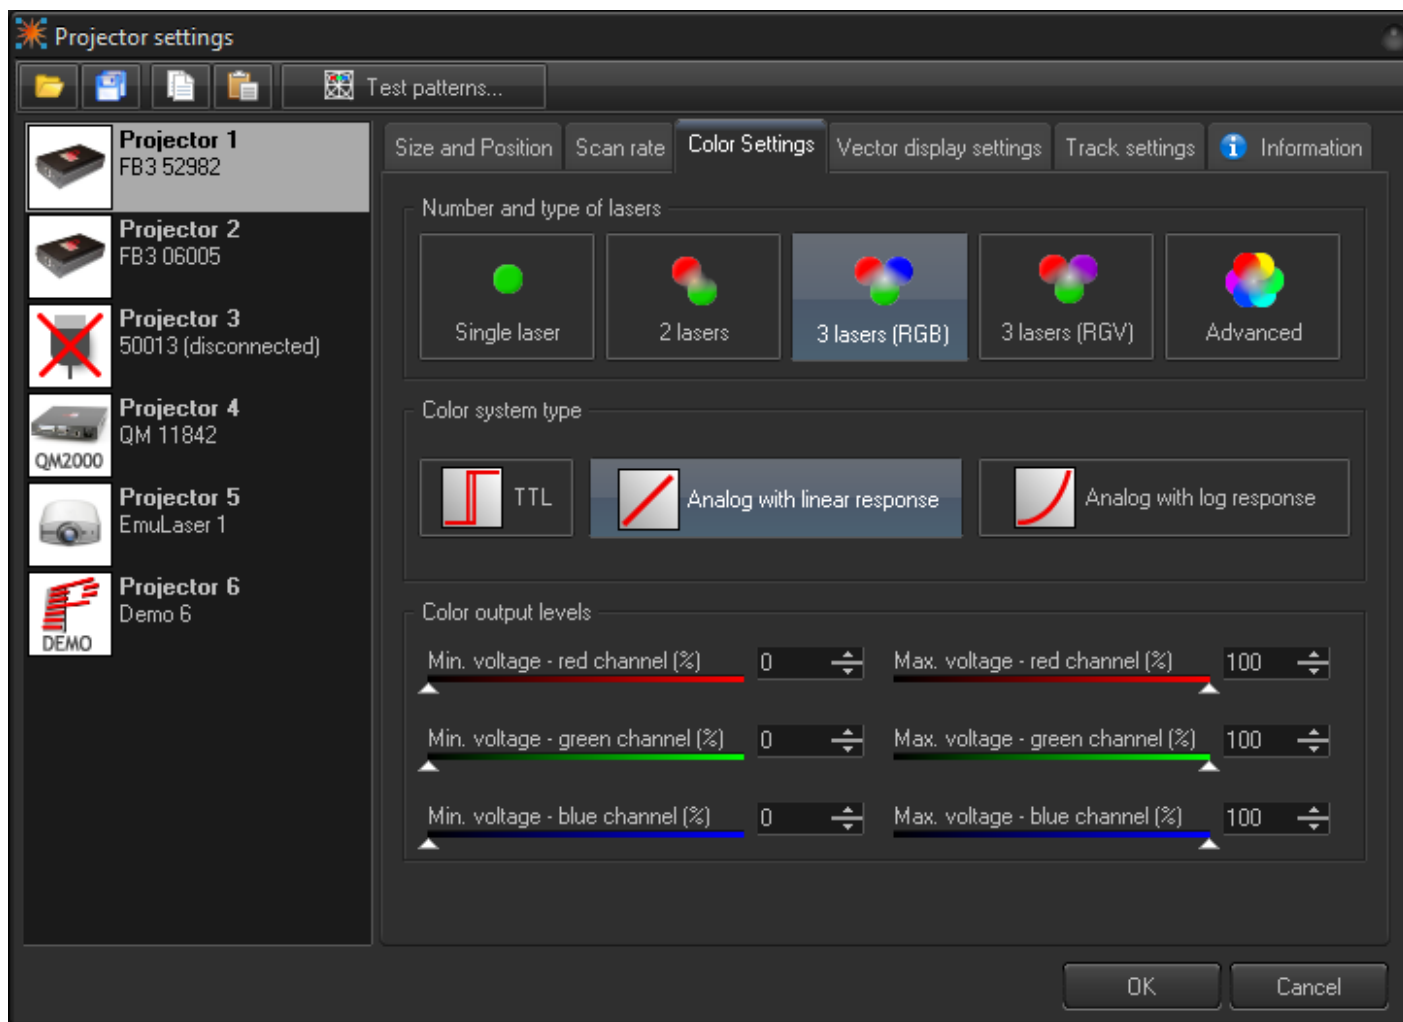 Projector settings
Test patterns...
Projector 1
FB3 52982
Projector 2
FB3 06005
Projector 3
50013 (disconnected)
Projector 4
QM 11842
QM2000
Projector 5
EmuLaser 1
Projector 6
Demo 6
DEMO
Size and Position Scan rate Color Settings Vector display settings Track settings Information
Number and type of lasers
Single laser 2 lasers 3 lasers (RGB) 3 lasers (RGV) Advanced
Color system type
TTL Analog with linear response Analog with log response
Color output levels
Min. voltage - red channel (%) 0 Max. voltage - red channel (%) 100
Min. voltage - green channel (%) 0 Max. voltage - green channel (%) 100
Min. voltage - blue channel (%) 0 Max. voltage - blue channel (%) 100
OK Cancel